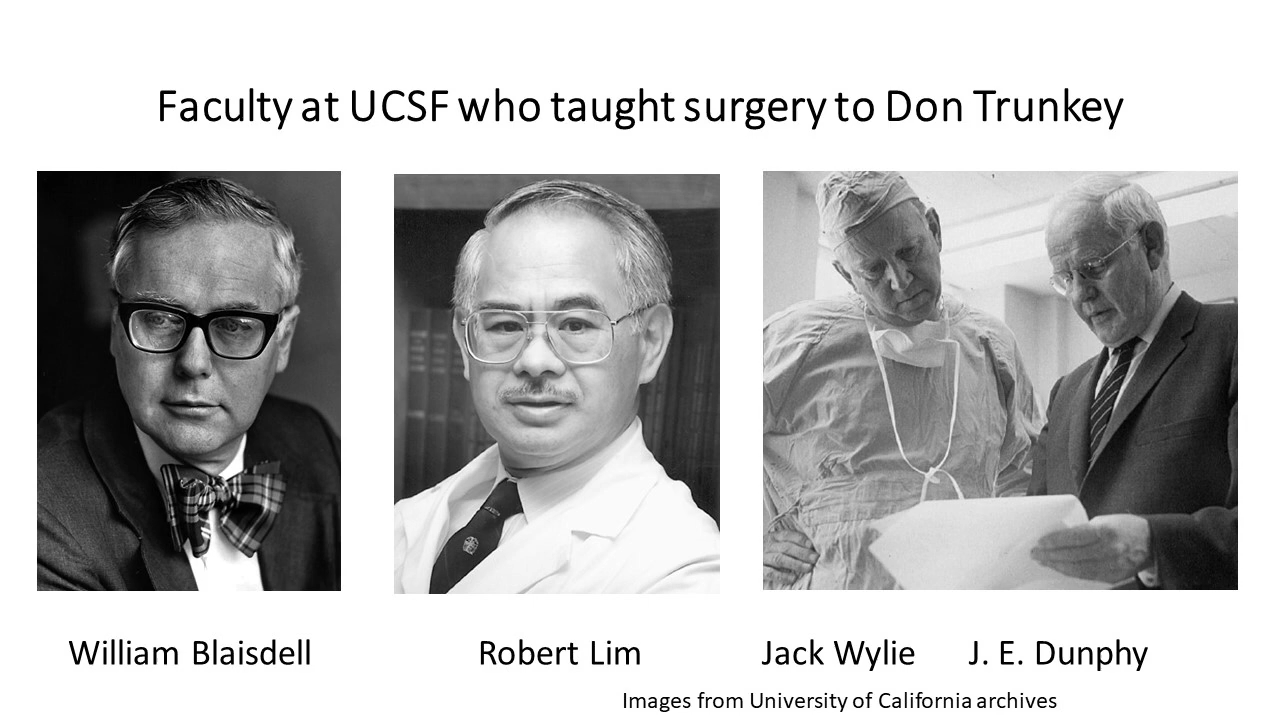 Faculty at UCSF who taught surgery to Don Trunkey
William Blaisdell
Robert Lim
Jack Wylie
J. E. Dunphy
Images from University of California archives